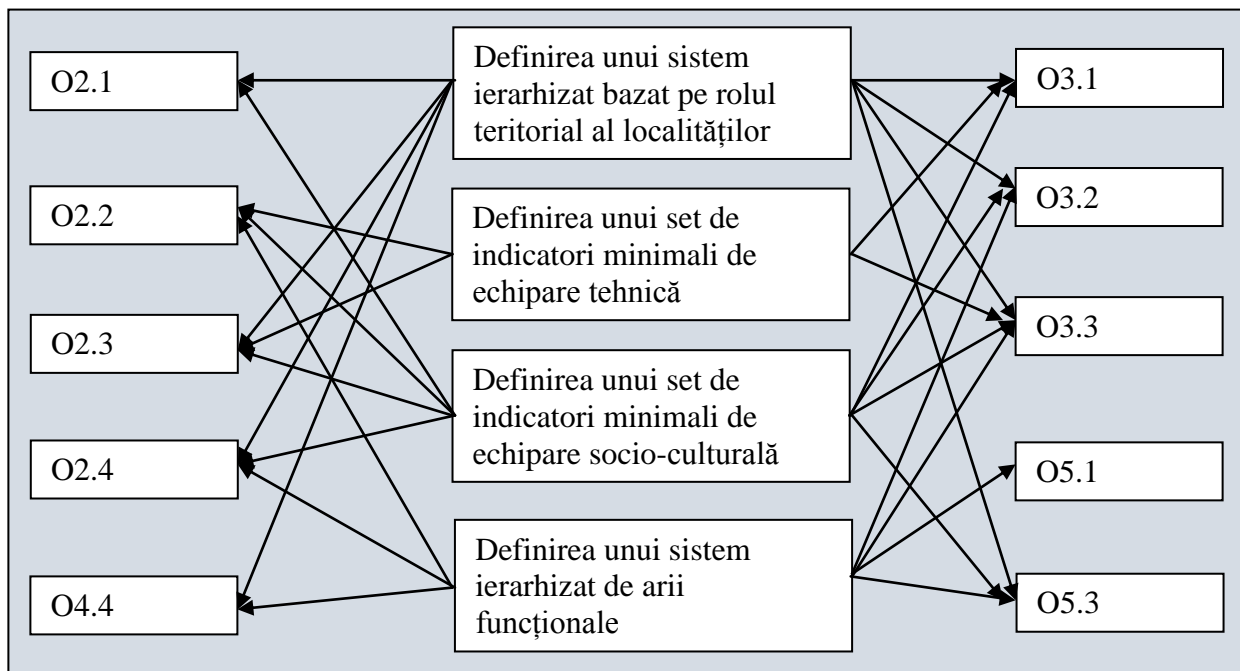 O2.1
O2.2
O2.3
O2.4
O4.4
Definirea unui sistem
ierarhizat bazat pe rolul
teritorial al localităților
Definirea unui set de
indicatori minimali de
echipare tehnică
Definirea unui set de
indicatori minimali de
echipare socio-culturală
Definirea unui sistem
ierarhizat de arii
funcționale
O3.1
O3.2
O3.3
O5.1
O5.3